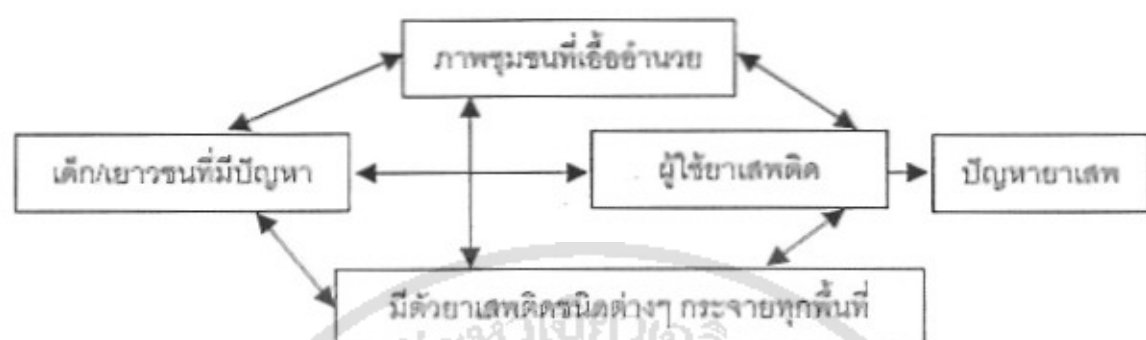 ภาพชุมชนที่เอื้ออำนวย
เด็ก/เยาวชนที่มีปัญหา
ผู้ใช้ยาเสพติด
ปัญหายาเสพ
มีตัวยาเสพติดชนิดต่างๆ กระจายทุกพื้นที่